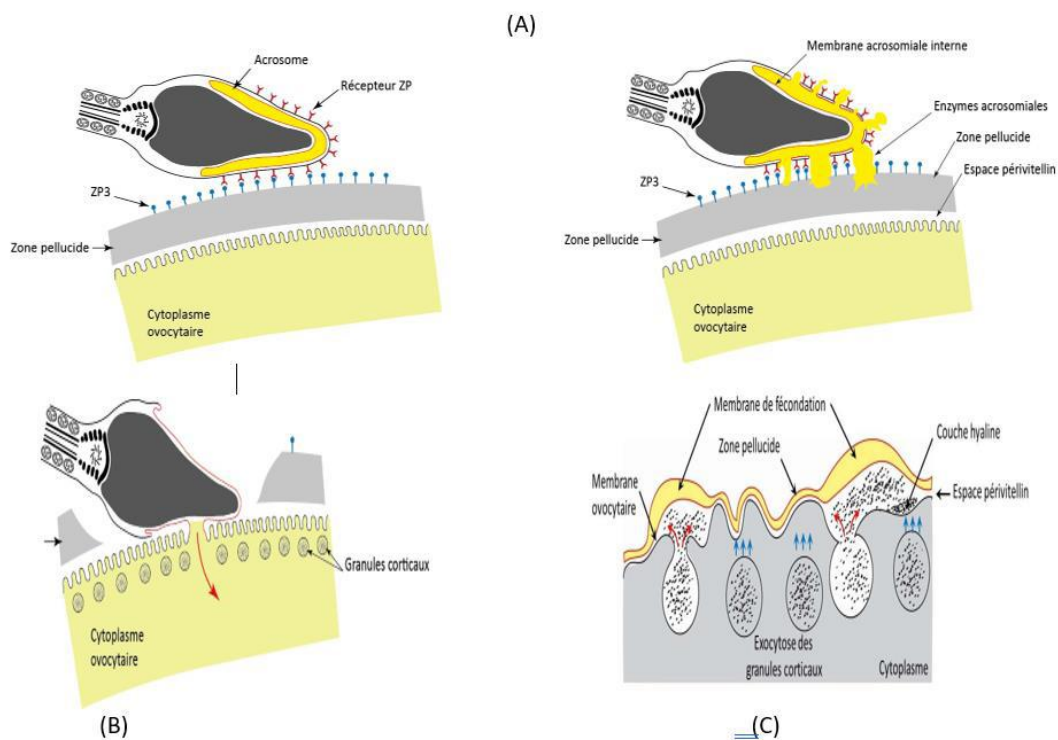 (A)
Acrosome
Récepteur ZP
ZP3
Zone pellucide
Cytoplasme
ovocytaire
Membrane acrosomiale interne
Enzymes acrosomiales
Zone pellucide
Espace périvitellin
ZP3
Zone pellucide
Cytoplasme
ovocytaire
Granules corticaux
Cytoplasme
ovocytaire
(B)
Membrane de fécondation
Couche hyaline
Zone pellucide
Membrane
ovocytaire
Espace périvitellin
Exocytose des
granules corticaux
Cytoplasme
(C)